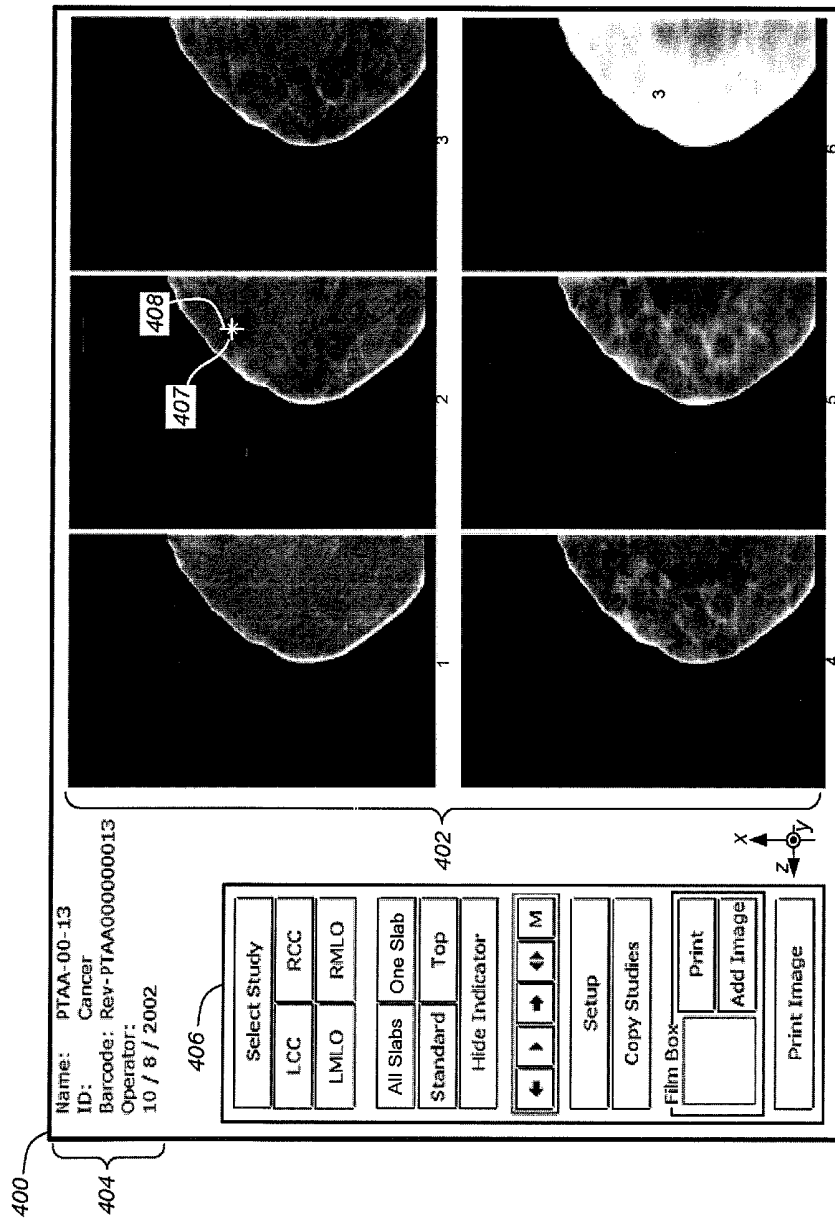 400
404
Name: PTAA-00-13
ID: Cancer
Barcode: Rev-PTAA000000013
Operator:
10 / 8 / 2002
406
Select Study
LCC RCC
LMLO RMLO
All Slabs One Slab
Standard Top
Hide Indicator
M
Setup
Copy Studies
Film Box
Print
Add Image
Print Image
402
x
z y
407 408
1 2 3
3
4 5 6